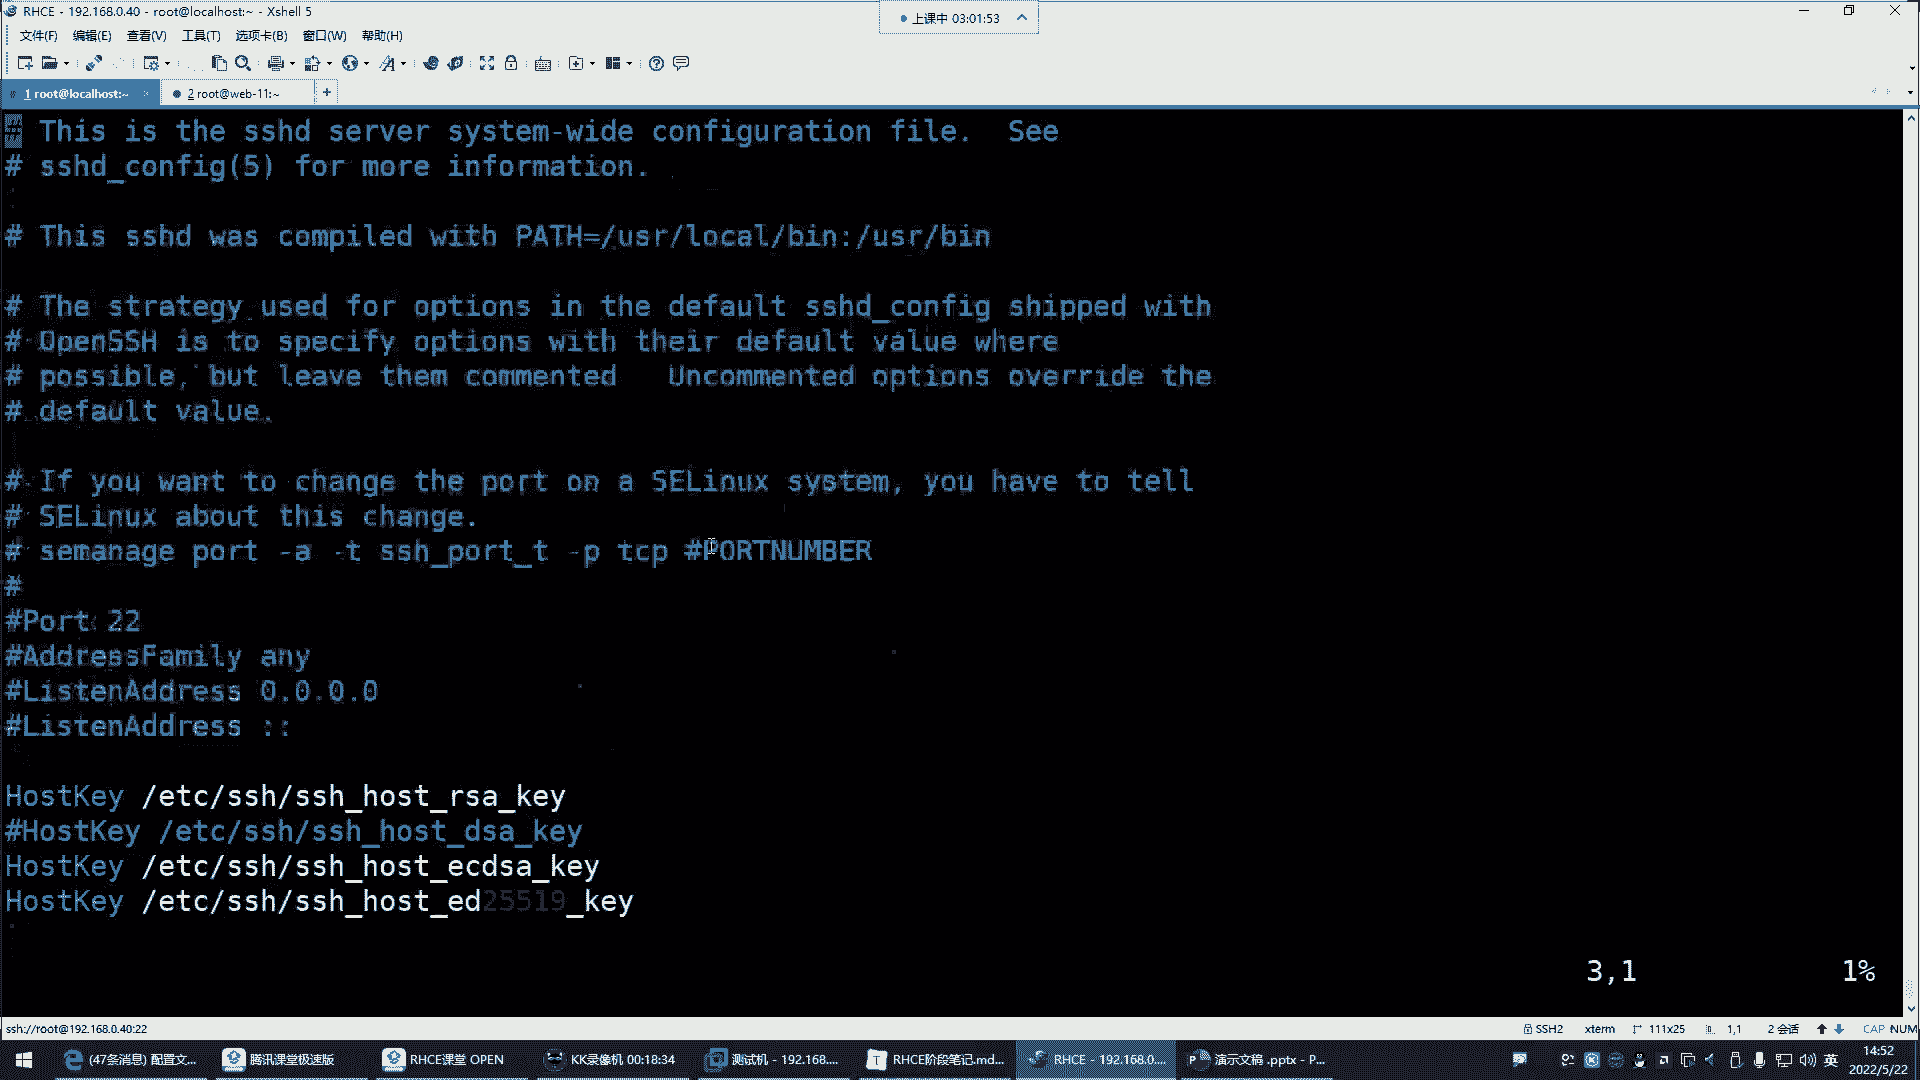 RHCE - 192.168.0.40 - root@localhost:~ - Xshell 5
上课中 03:01:53
文件(F) 编辑(E) 查看(V) 工具(T) 选项卡(B) 窗口(W) 帮助(H)
1 root@localhost:~ 2 root@web-11:~
# This is the sshd server system-wide configuration file.  See
# sshd_config(5) for more information.
# This sshd was compiled with PATH=/usr/local/bin:/usr/bin
# The strategy used for options in the default sshd_config shipped with
# OpenSSH is to specify options with their default value where
# possible, but leave them commented   Uncommented options override the
# default value.
# If you want to change the port on a SELinux system, you have to tell
# SELinux about this change.
# semanage port -a -t ssh_port_t -p tcp #PORTNUMBER
#
#Port 22
#AddressFamily any
#ListenAddress 0.0.0.0
#ListenAddress ::
HostKey /etc/ssh/ssh_host_rsa_key
#HostKey /etc/ssh/ssh_host_dsa_key
HostKey /etc/ssh/ssh_host_ecdsa_key
HostKey /etc/ssh/ssh_host_ed25519_key
3,1 1%
ssh://root@192.168.0.40:22 SSH2 xterm 111x25 1,1 2 会话 CAP NUM
(47条消息) 配置文... 腾讯课堂极速版 RHCE课堂 OPEN KK录像机 00:18:34 测试机 - 192.168.... RHCE阶段笔记.md... RHCE - 192.168.0.... 演示文稿 .pptx - P... 英 14:52
2022/5/22